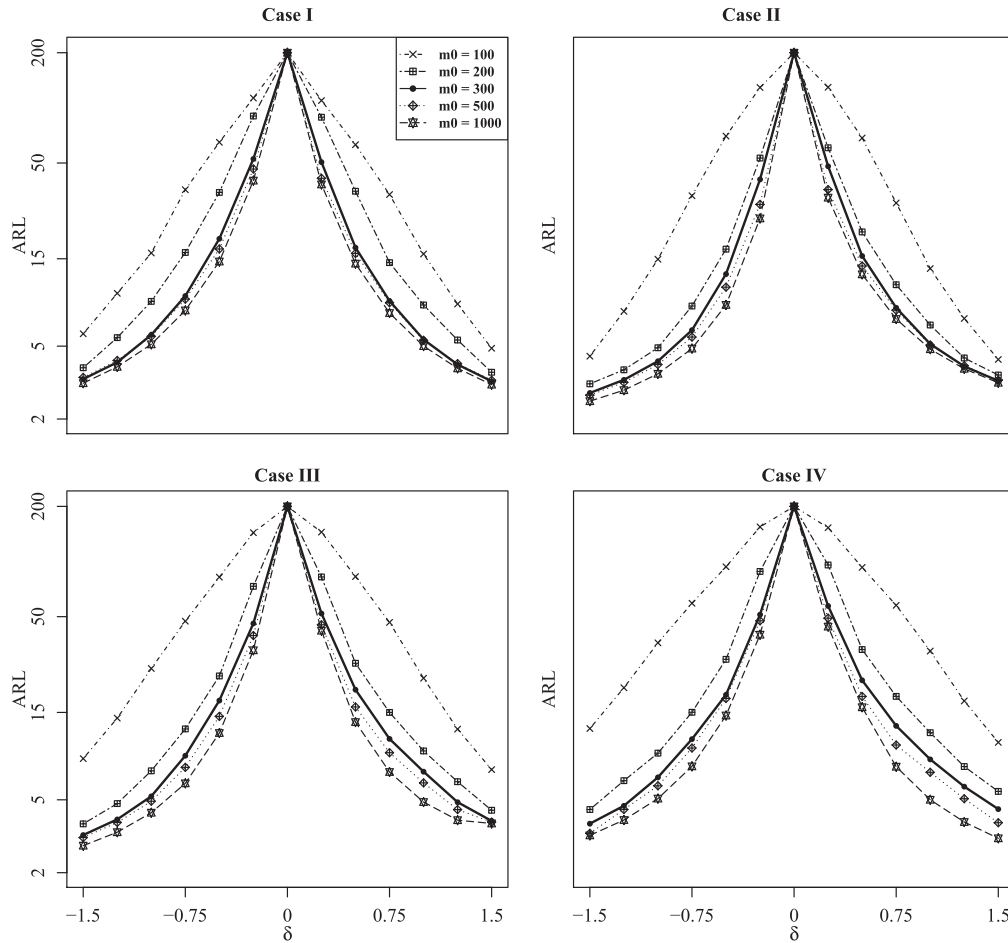 Case I
Case II
m0 = 100
m0 = 200
m0 = 300
m0 = 500
m0 = 1000
200
50
15
5
2
ARL
ARL
Case III
Case IV
200
50
15
5
2
ARL
ARL
−1.5
−0.75
0
0.75
1.5
−1.5
−0.75
0
0.75
1.5
δ
δ